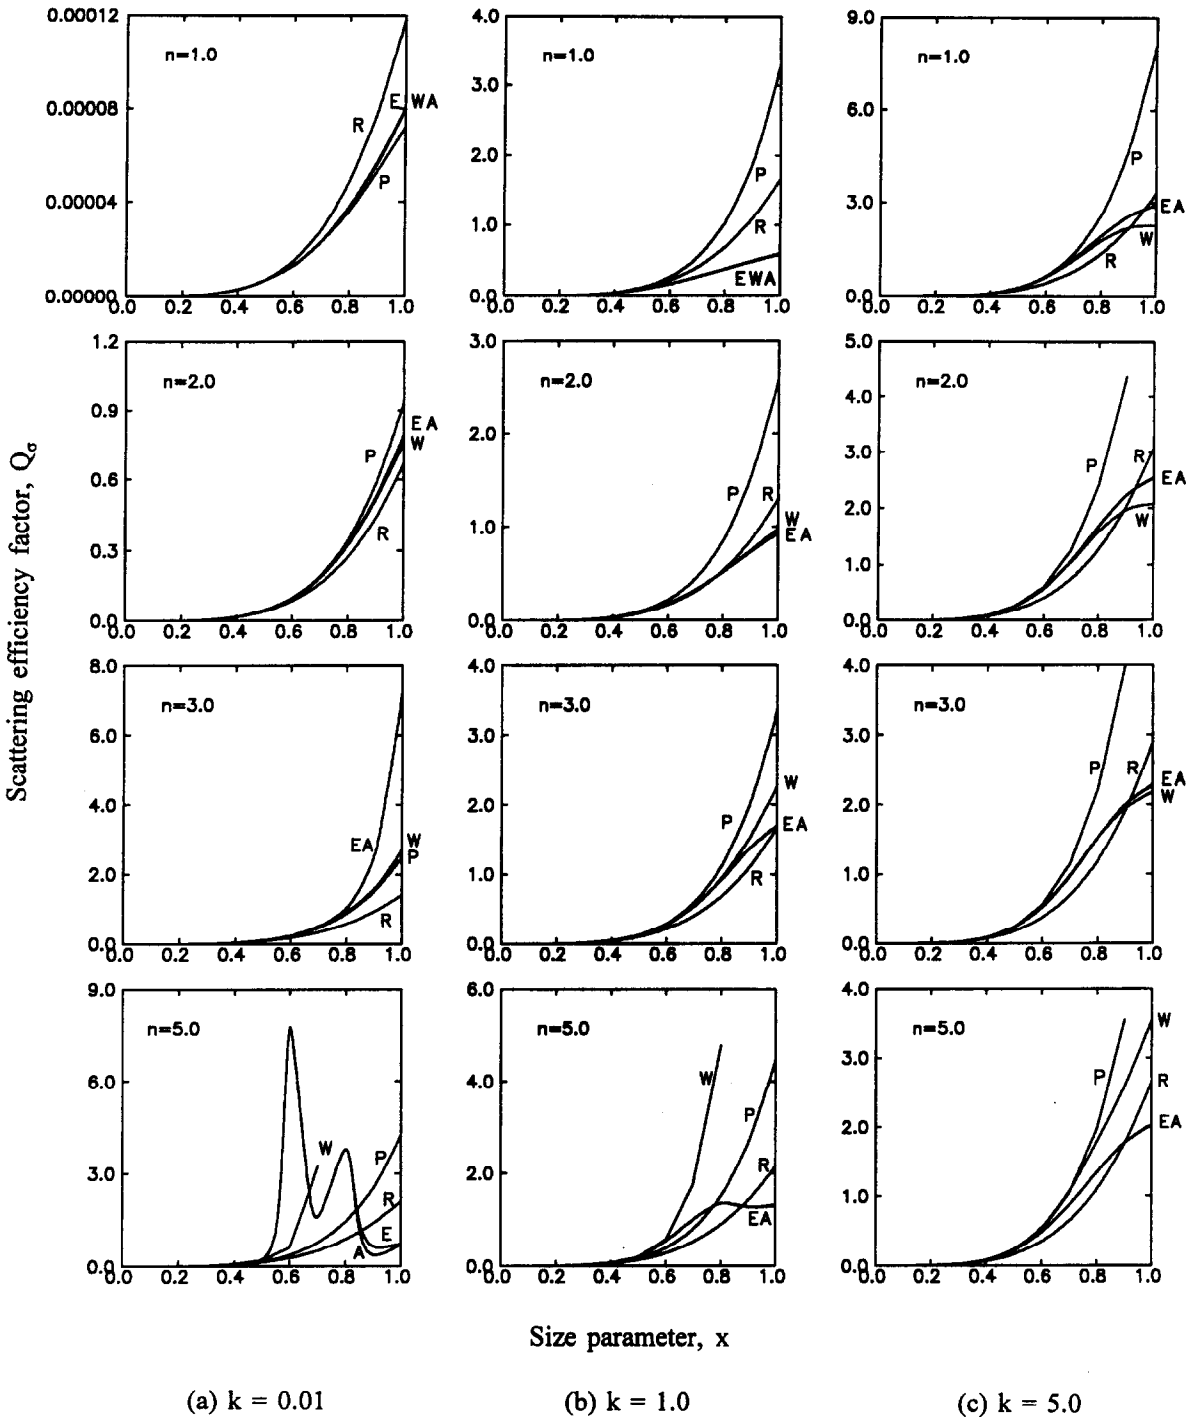 Scattering efficiency factor, Qσ
0.00012
0.00008
0.00004
0.00000
n=1.0
E WA
R
P
0.0 0.2 0.4 0.6 0.8 1.0
4.0
3.0
2.0
1.0
0.0
n=1.0
P
R
EWA
0.0 0.2 0.4 0.6 0.8 1.0
9.0
6.0
3.0
0.0
n=1.0
P
EA
W
R
0.0 0.2 0.4 0.6 0.8 1.0
1.2
0.9
0.6
0.3
0.0
n=2.0
EA
W
P
R
0.0 0.2 0.4 0.6 0.8 1.0
3.0
2.0
1.0
0.0
n=2.0
P
R
W
EA
0.0 0.2 0.4 0.6 0.8 1.0
5.0
4.0
3.0
2.0
1.0
0.0
n=2.0
P
R
EA
W
0.0 0.2 0.4 0.6 0.8 1.0
8.0
6.0
4.0
2.0
0.0
n=3.0
EA
W
P
R
0.0 0.2 0.4 0.6 0.8 1.0
4.0
3.0
2.0
1.0
0.0
n=3.0
W
P
EA
R
0.0 0.2 0.4 0.6 0.8 1.0
4.0
3.0
2.0
1.0
0.0
n=3.0
P
R
EA
W
0.0 0.2 0.4 0.6 0.8 1.0
9.0
6.0
3.0
0.0
n=5.0
W
P
R
E
A
0.0 0.2 0.4 0.6 0.8 1.0
6.0
4.0
2.0
0.0
n=5.0
W
P
R
EA
0.0 0.2 0.4 0.6 0.8 1.0
4.0
3.0
2.0
1.0
0.0
n=5.0
W
P
R
EA
0.0 0.2 0.4 0.6 0.8 1.0
Size parameter, x
(a) k = 0.01
(b) k = 1.0
(c) k = 5.0